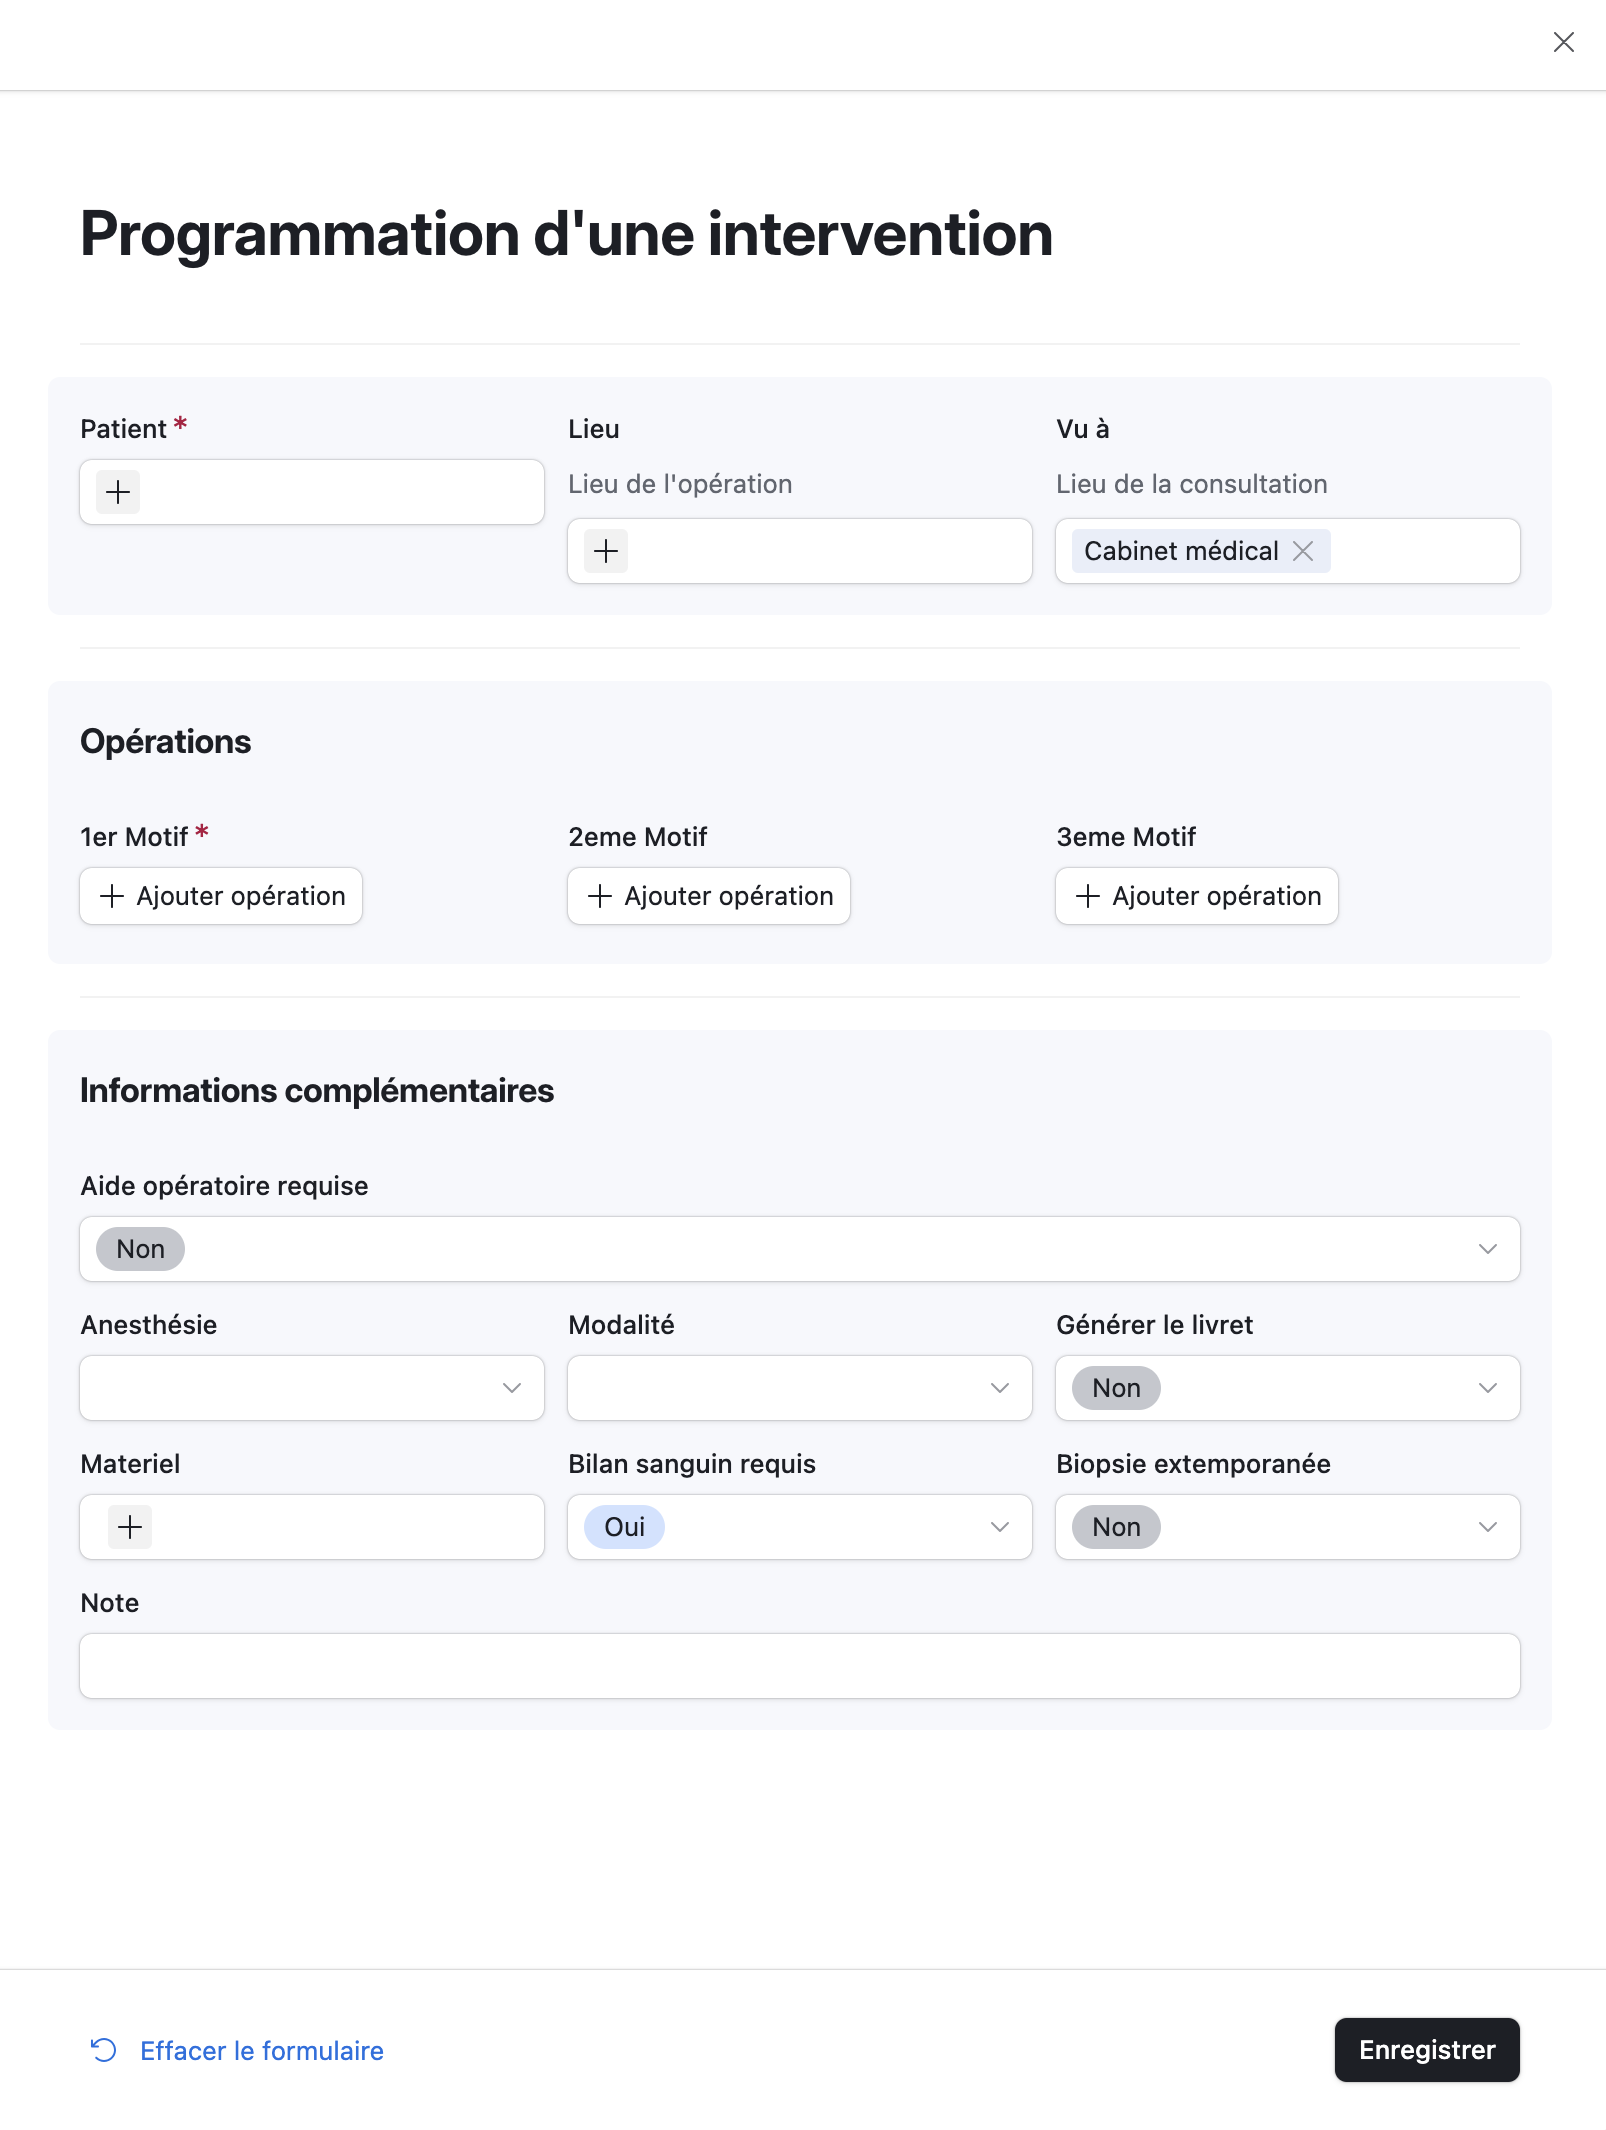 Programmation d'une intervention
Patient *
Lieu
Lieu de l'opération
Vu à
Lieu de la consultation
Cabinet médical
Opérations
1er Motif *
Ajouter opération
2eme Motif
Ajouter opération
3eme Motif
Ajouter opération
Informations complémentaires
Aide opératoire requise
Non
Anesthésie
Modalité
Générer le livret
Non
Materiel
Bilan sanguin requis
Oui
Biopsie extemporanée
Non
Note
Effacer le formulaire
Enregistrer